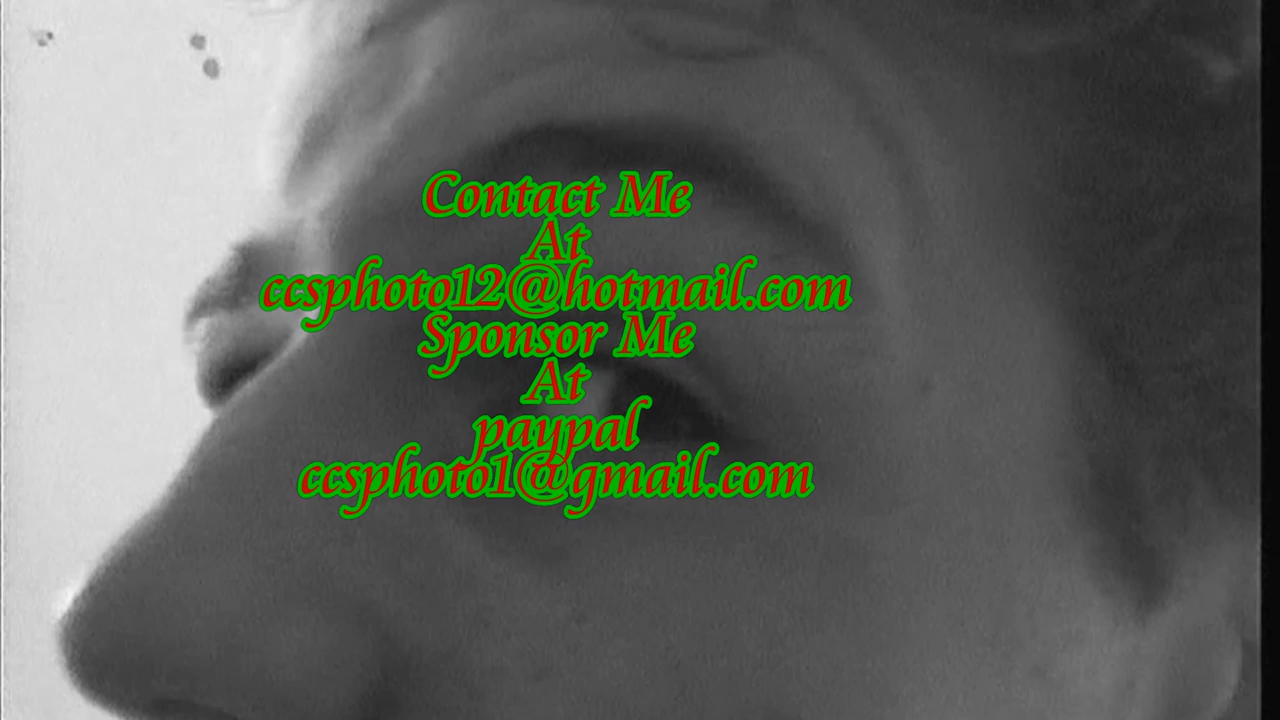 Contact Me
At
ccsphoto12@hotmail.com
Sponsor Me
At
paypal
ccsphoto1@gmail.com